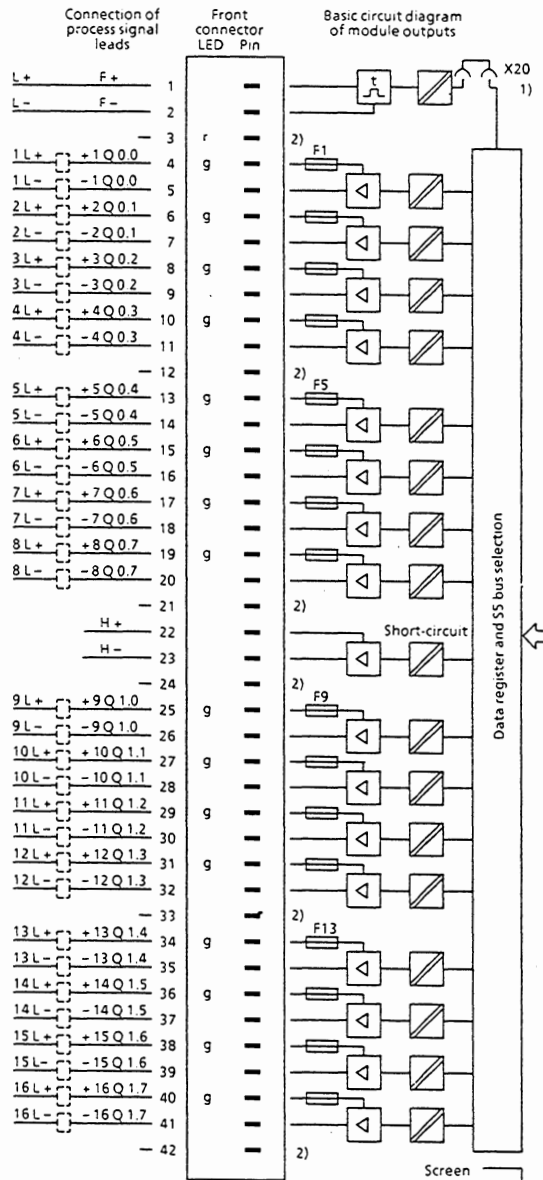 Connection of process signal leads
Front connector
LED Pin
Basic circuit diagram of module outputs
L+ F+ 1 t X20
1)
L- F- 2
3 r 2)
1L+ +1Q0.0 4 g F1
1L- -1Q0.0 5
2L+ +2Q0.1 6 g
2L- -2Q0.1 7
3L+ +3Q0.2 8 g
3L- -3Q0.2 9
4L+ +4Q0.3 10 g
4L- -4Q0.3 11
12 2)
5L+ +5Q0.4 13 g F5
5L- -5Q0 4 14
6L+ +6Q0.5 15 g
6L- -6Q0.5 16
7L+ +7Q0.6 17 g
7L- -7Q0.6 18
8L+ +8Q0.7 19 g
8L- -8Q0.7 20
21 2)
H+ 22 Short-circuit
H- 23
24 2)
9L+ +9Q1.0 25 g F9
9L- -9Q1.0 26
10L+ +10Q1.1 27 g
10L- -10Q1.1 28
11L+ +11Q1.2 29 g
11L- -11Q1.2 30
12L+ +12Q1.3 31 g
12L- -12Q1.3 32
33 2)
13L+ +13Q1.4 34 g F13
13L- -13Q1.4 35
14L+ +14Q1.5 36 g
14L- -14Q1.5 37
15L+ +15Q1.6 38 g
15L- -15Q1.6 39
16L+ +16Q1.7 40 g
16L- -16Q1.7 41
42 2)
Data register and S5 bus selection
Screen